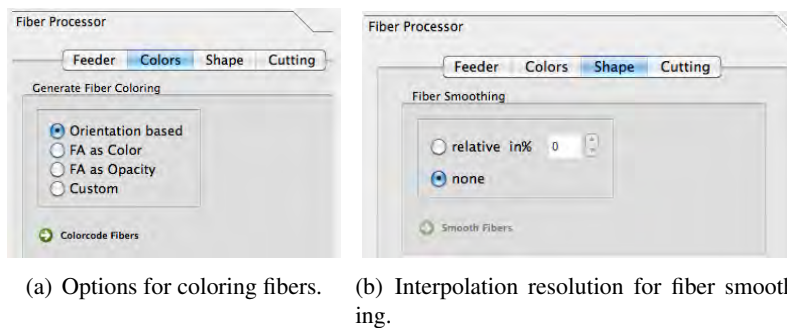 Fiber Processor
Feeder Colors Shape Cutting
Generate Fiber Coloring
Orientation based
FA as Color
FA as Opacity
Custom
Colorcode Fibers
(a) Options for coloring fibers.
Fiber Processor
Feeder Colors Shape Cutting
Fiber Smoothing
relative in% 0
none
Smooth Fibers
(b) Interpolation resolution for fiber smooth
ing.